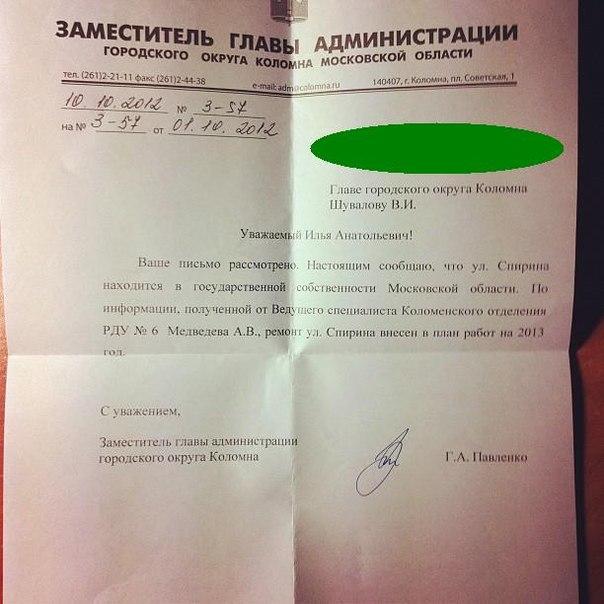 ЗАМЕСТИТЕЛЬ ГЛАВЫ АДМИНИСТРАЦИИ
ГОРОДСКОГО ОКРУГА КОЛОМНА МОСКОВСКОЙ ОБЛАСТИ
тел. (261)2-21-11 факс (261)2-44-38 e-mail: adm@colomna.ru 140407, г. Коломна, пл. Советская, 1
10.10.2012 № 3-57
на № 3-57 от 01.10.2012
Главе городского округа Коломна
Шувалову В.И.
Уважаемый Илья Анатольевич!
Ваше письмо рассмотрено. Настоящим сообщаю, что ул. Спирина
находится в государственной собственности Московской области. По
информации, полученной от Ведущего специалиста Коломенского отделения
РДУ № 6 Медведева А.В., ремонт ул. Спирина внесен в план работ на 2013
год.
С уважением,
Заместитель главы администрации
городского округа Коломна Г.А. Павленко